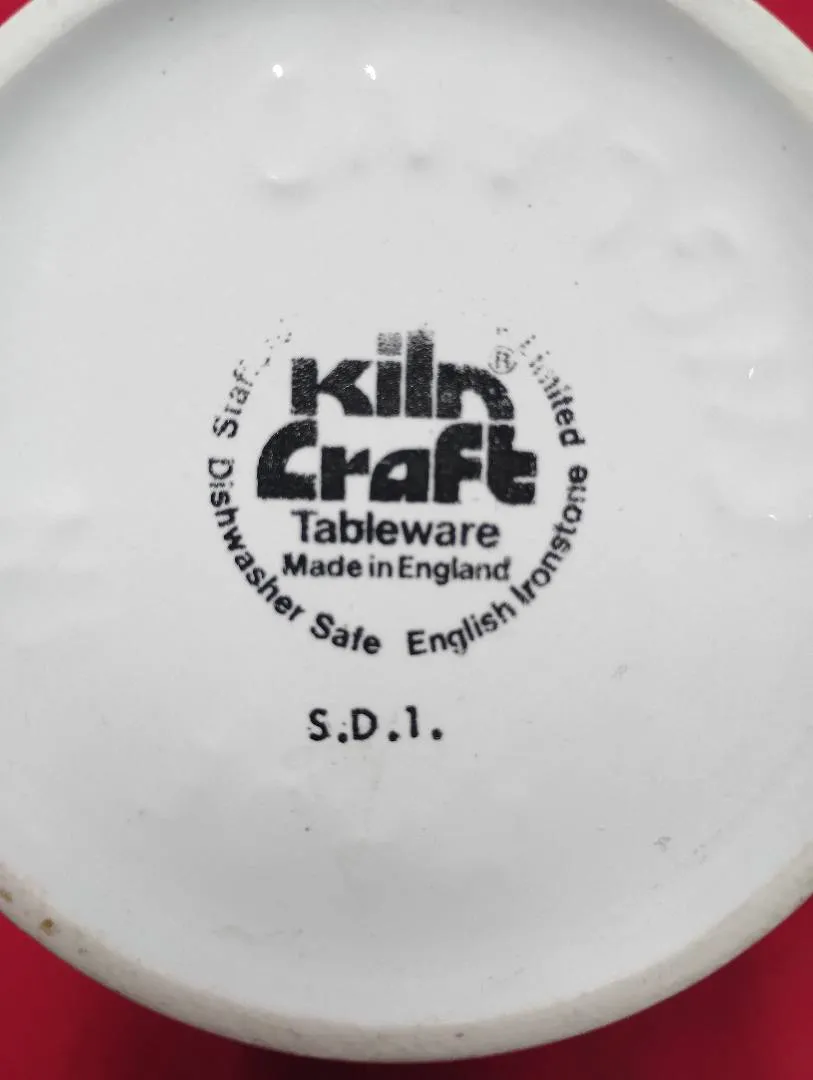 Kiln ®
Craft
Tableware
Made in England
Limited
Dishwasher Safe English Ironstone
S.D.1.